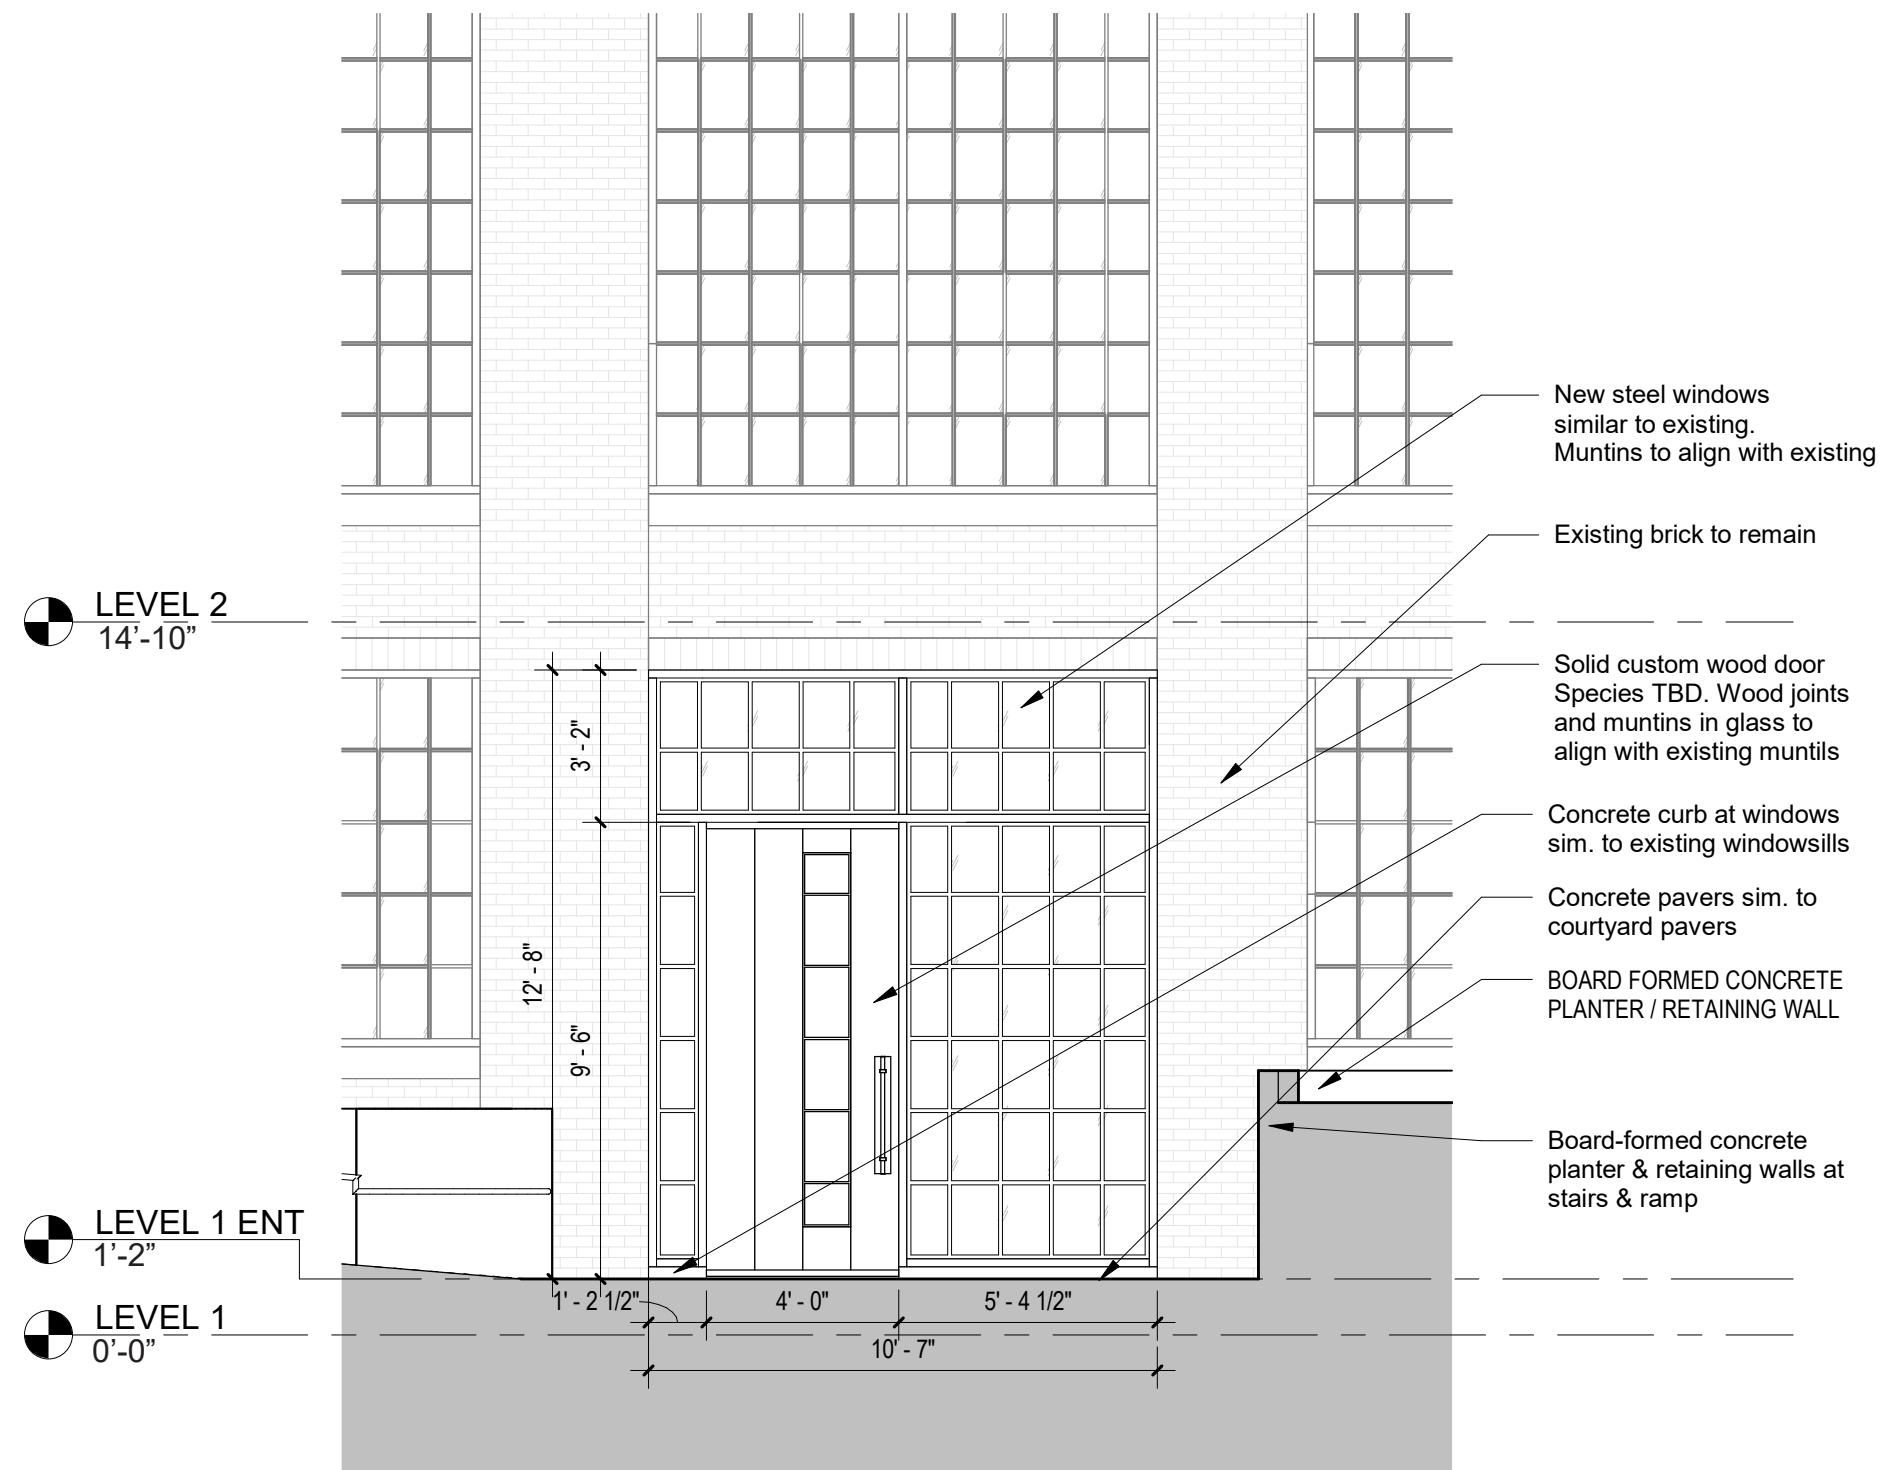 New steel windows
similar to existing.
Muntins to align with existing
Existing brick to remain
LEVEL 2
14’-10”
Solid custom wood door
Species TBD. Wood joints
and muntins in glass to
align with existing muntils
3' - 2"
Concrete curb at windows
sim. to existing windowsills
Concrete pavers sim. to
courtyard pavers
12' - 8"
BOARD FORMED CONCRETE
PLANTER / RETAINING WALL
9' - 6"
Board-formed concrete
planter & retaining walls at
stairs & ramp
LEVEL 1 ENT
1’-2”
1' - 2 1/2"
4' - 0"
5' - 4 1/2"
LEVEL 1
0’-0”
10' - 7"